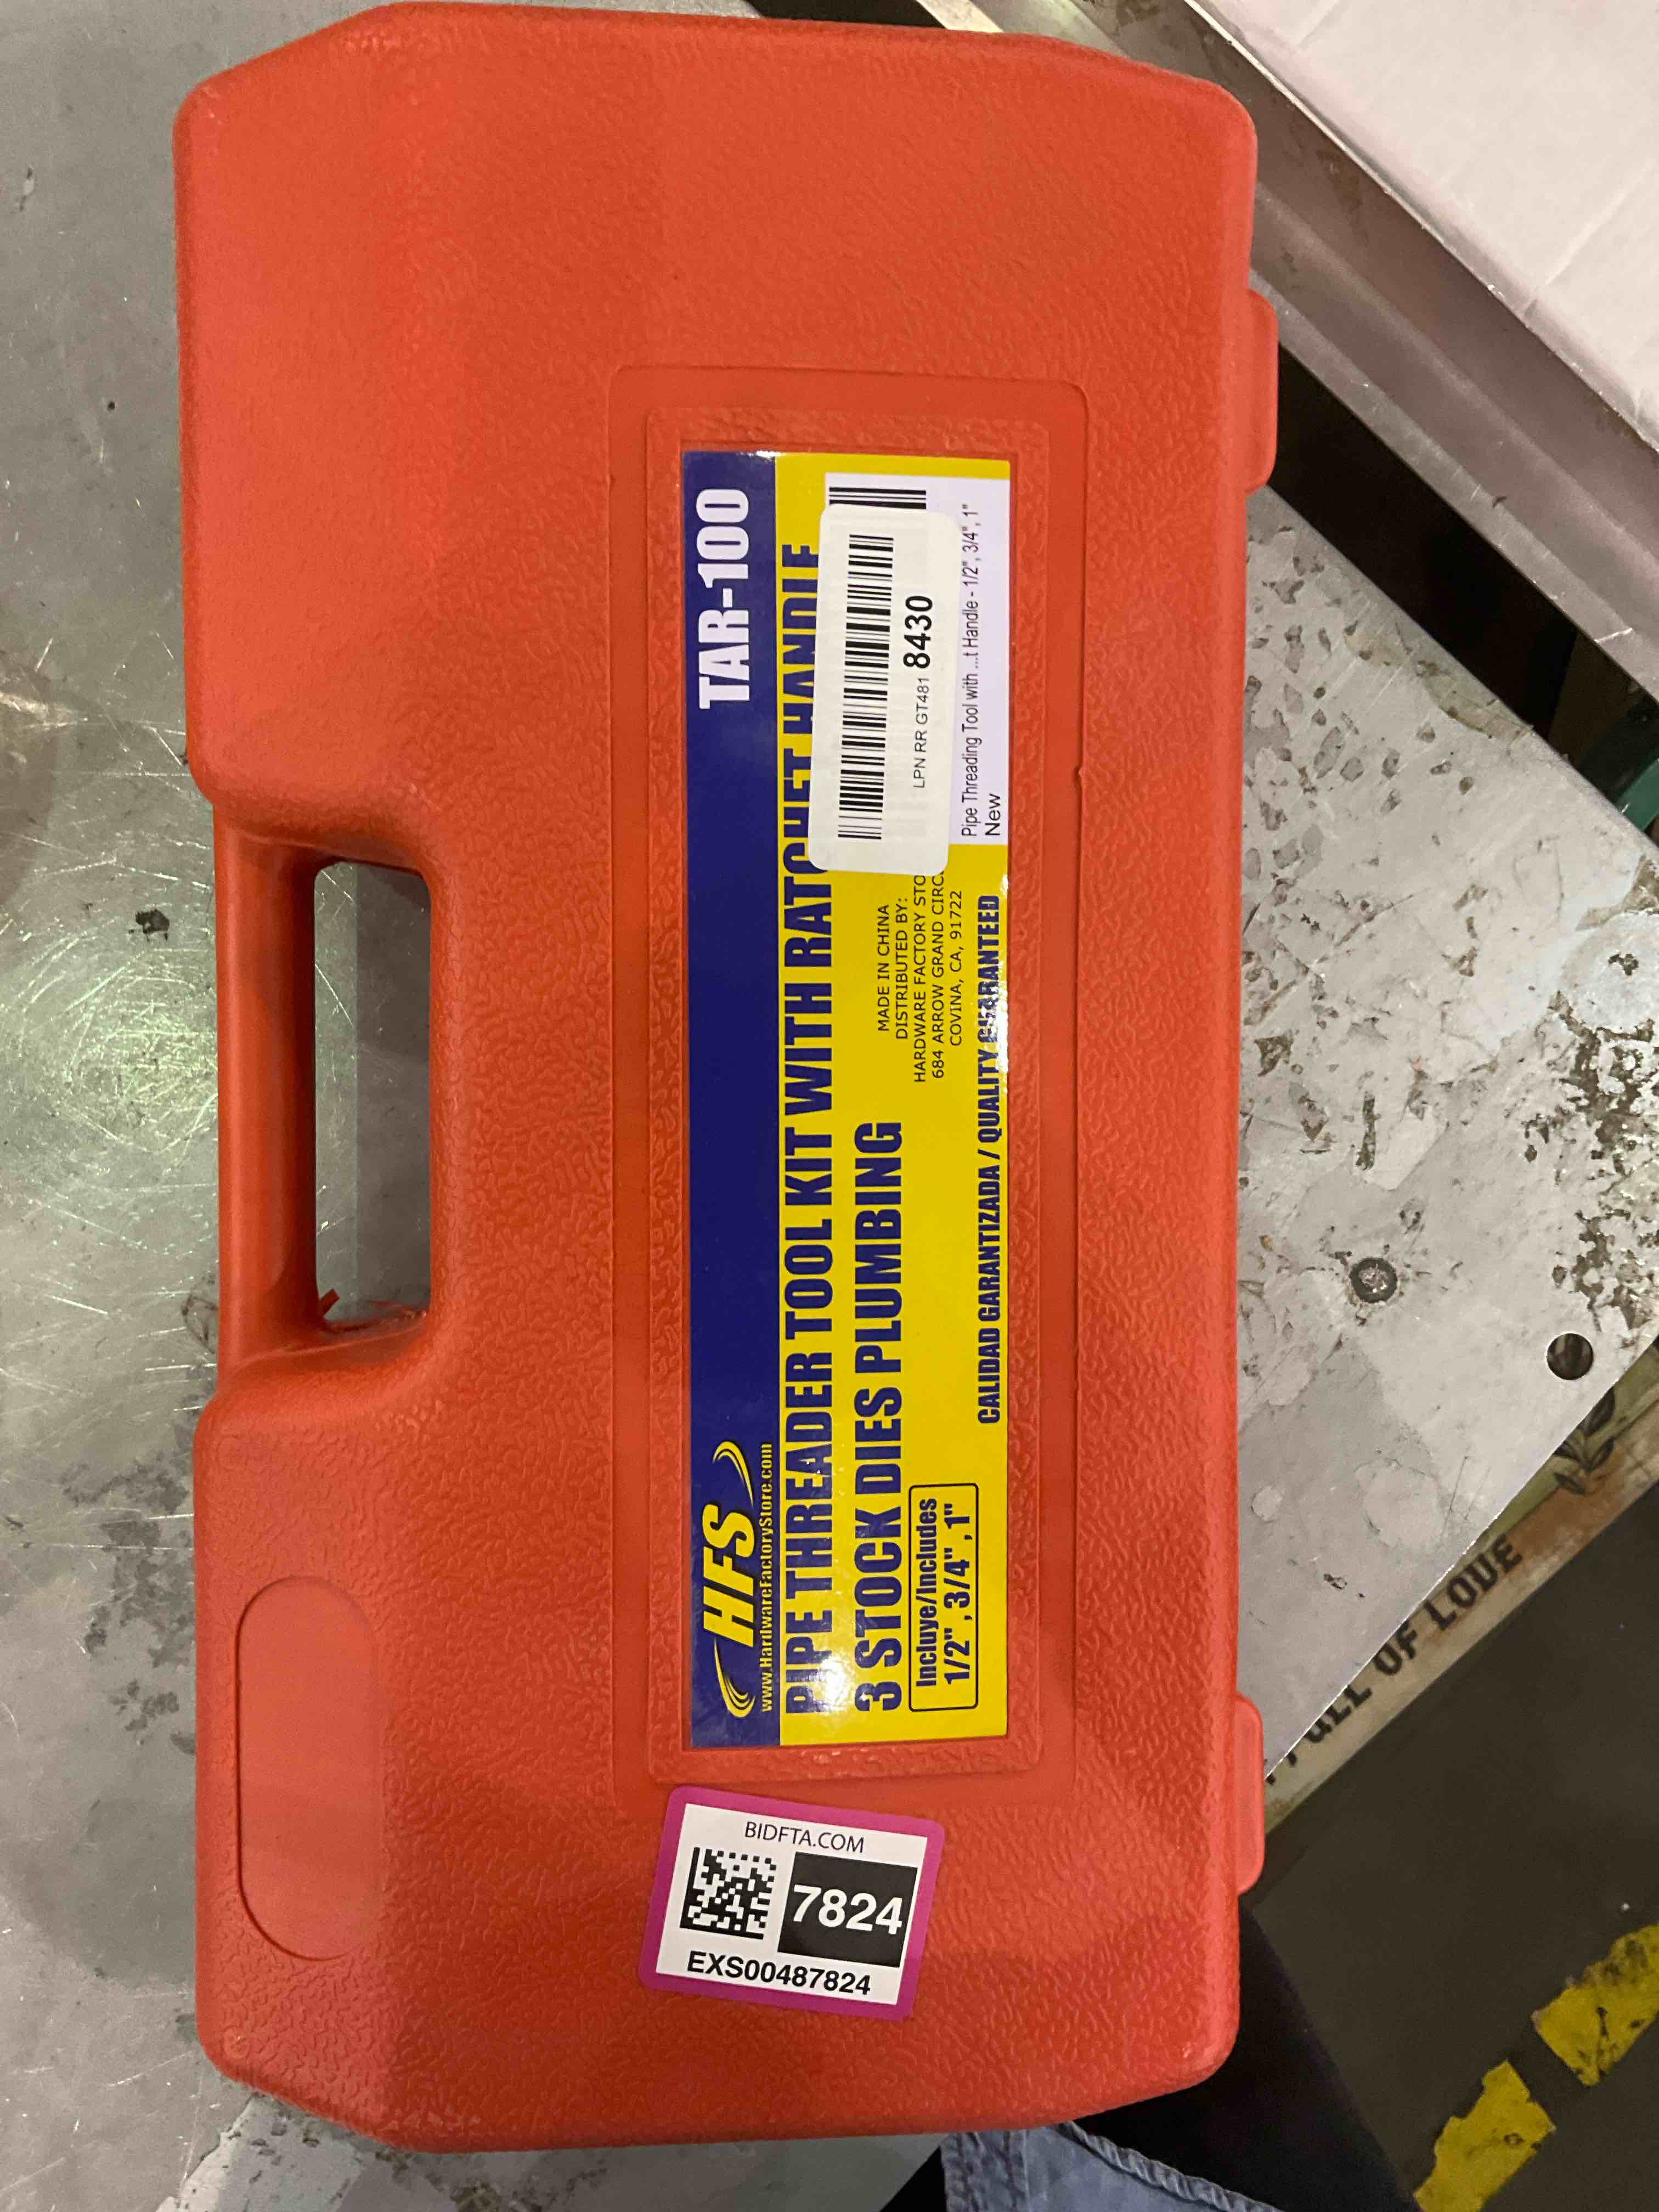 HFS
www.HardwareFactoryStore.com
TAR-100
PIPE THREADER TOOL KIT WITH RATCHET HANDLE
3 STOCK DIES PLUMBING
Incluye/Includes
1/2" , 3/4" , 1"
MADE IN CHINA
DISTRIBUTED BY:
HARDWARE FACTORY STO
684 ARROW GRAND CIRC
COVINA, CA, 91722
CALIDAD GARANTIZADA / QUALITY GUARANTEED
LPN RR GT481 8430
Pipe Threading Tool with ...t Handle - 1/2", 3/4", 1"
New
BIDFTA.COM
7824
EXS00487824
FULL OF LOVE